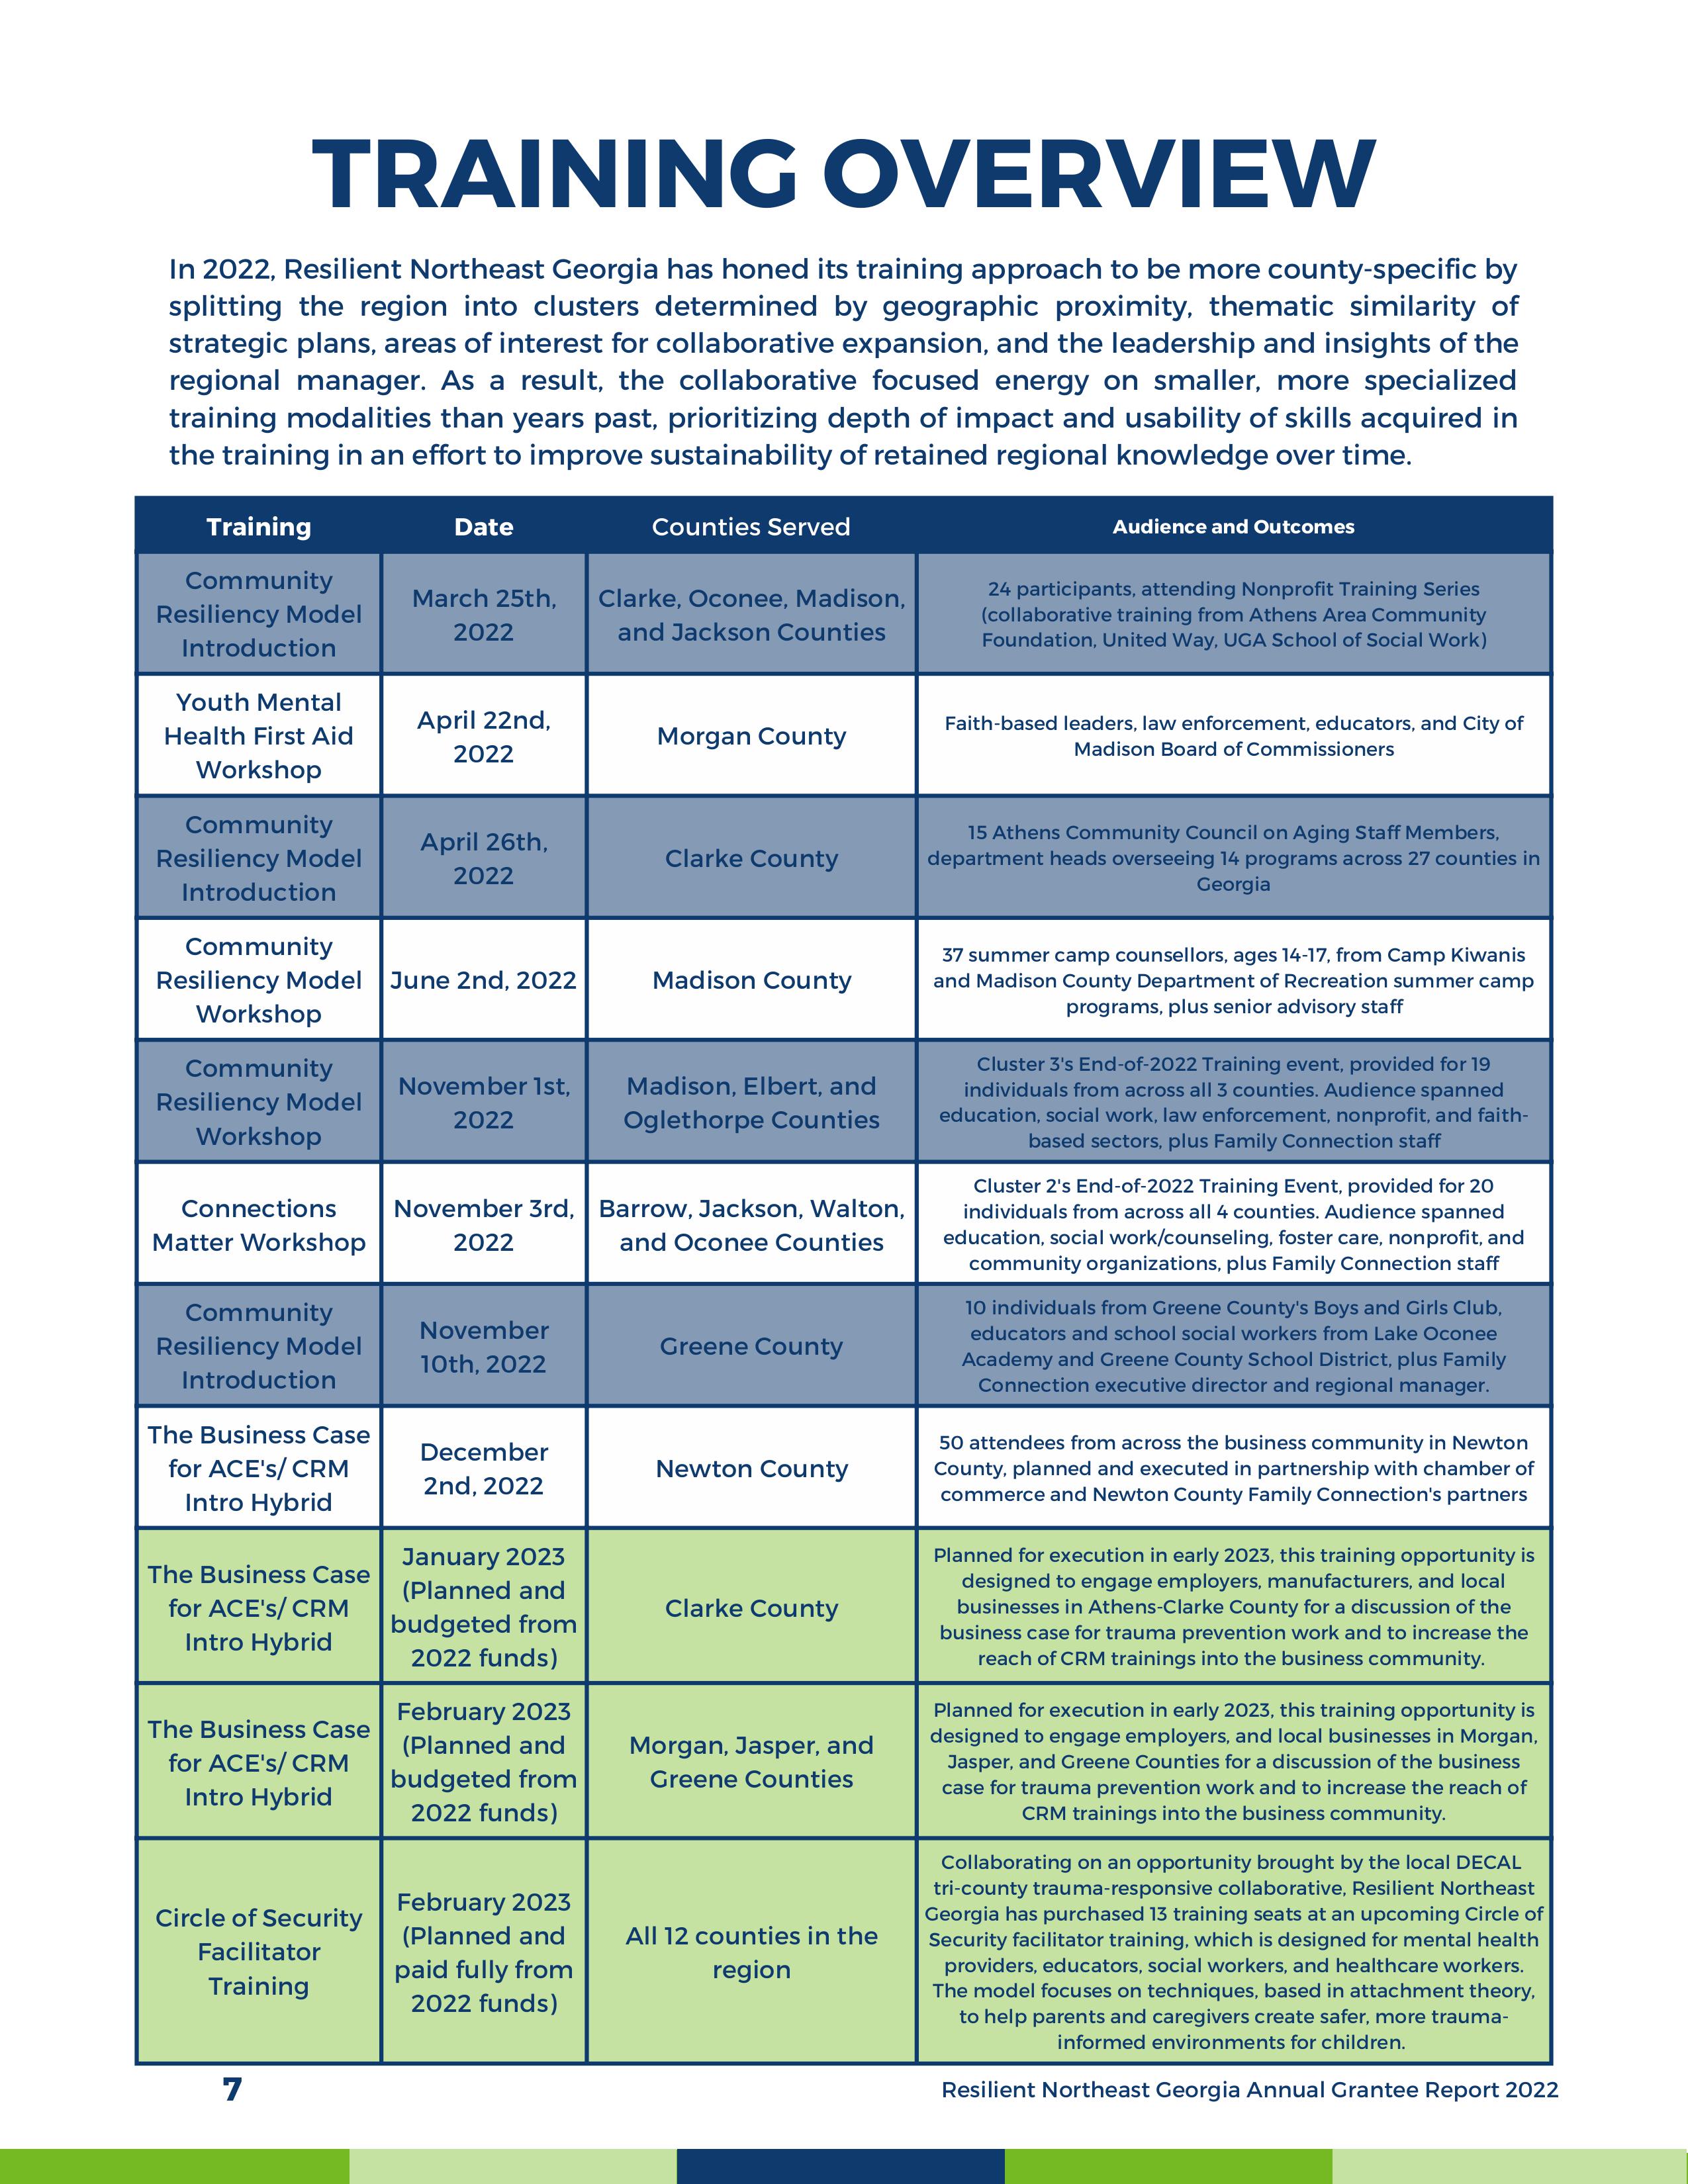 TRAINING OVERVIEW
In 2022, Resilient Northeast Georgia has honed its training approach to be more county-specific by
splitting the region into clusters determined by geographic proximity, thematic similarity of
strategic plans, areas of interest for collaborative expansion, and the leadership and insights of the
regional manager. As a result, the collaborative focused energy on smaller, more specialized
training modalities than years past, prioritizing depth of impact and usability of skills acquired in
the training in an effort to improve sustainability of retained regional knowledge over time.
Training
Date
Counties Served
Audience and Outcomes
Community
Resiliency Model
Introduction
March 25th,
2022
Clarke, Oconee, Madison,
and Jackson Counties
24 participants, attending Nonprofit Training Series
(collaborative training from Athens Area Community
Foundation, United Way, UGA School of Social Work)
Youth Mental
Health First Aid
Workshop
April 22nd,
2022
Morgan County
Faith-based leaders, law enforcement, educators, and City of
Madison Board of Commissioners
Community
Resiliency Model
Introduction
April 26th,
2022
Clarke County
15 Athens Community Council on Aging Staff Members,
department heads overseeing 14 programs across 27 counties in
Georgia
Community
Resiliency Model
Workshop
June 2nd, 2022
Madison County
37 summer camp counsellors, ages 14-17, from Camp Kiwanis
and Madison County Department of Recreation summer camp
programs, plus senior advisory staff
Community
Resiliency Model
Workshop
November 1st,
2022
Madison, Elbert, and
Oglethorpe Counties
Cluster 3's End-of-2022 Training event, provided for 19
individuals from across all 3 counties. Audience spanned
education, social work, law enforcement, nonprofit, and faith-
based sectors, plus Family Connection staff
Connections
Matter Workshop
November 3rd,
2022
Barrow, Jackson, Walton,
and Oconee Counties
Cluster 2's End-of-2022 Training Event, provided for 20
individuals from across all 4 counties. Audience spanned
education, social work/counseling, foster care, nonprofit, and
community organizations, plus Family Connection staff
Community
Resiliency Model
Introduction
November
10th, 2022
Greene County
10 individuals from Greene County's Boys and Girls Club,
educators and school social workers from Lake Oconee
Academy and Greene County School District, plus Family
Connection executive director and regional manager.
The Business Case
for ACE's/ CRM
Intro Hybrid
December
2nd, 2022
Newton County
50 attendees from across the business community in Newton
County, planned and executed in partnership with chamber of
commerce and Newton County Family Connection's partners
The Business Case
for ACE's/ CRM
Intro Hybrid
January 2023
(Planned and
budgeted from
2022 funds)
Clarke County
Planned for execution in early 2023, this training opportunity is
designed to engage employers, manufacturers, and local
businesses in Athens-Clarke County for a discussion of the
business case for trauma prevention work and to increase the
reach of CRM trainings into the business community.
The Business Case
for ACE's/ CRM
Intro Hybrid
February 2023
(Planned and
budgeted from
2022 funds)
Morgan, Jasper, and
Greene Counties
Planned for execution in early 2023, this training opportunity is
designed to engage employers, and local businesses in Morgan,
Jasper, and Greene Counties for a discussion of the business
case for trauma prevention work and to increase the reach of
CRM trainings into the business community.
Circle of Security
Facilitator
Training
February 2023
(Planned and
paid fully from
2022 funds)
All 12 counties in the
region
Collaborating on an opportunity brought by the local DECAL
tri-county trauma-responsive collaborative, Resilient Northeast
Georgia has purchased 13 training seats at an upcoming Circle of
Security facilitator training, which is designed for mental health
providers, educators, social workers, and healthcare workers.
The model focuses on techniques, based in attachment theory,
to help parents and caregivers create safer, more trauma-
informed environments for children.
7
Resilient Northeast Georgia Annual Grantee Report 2022